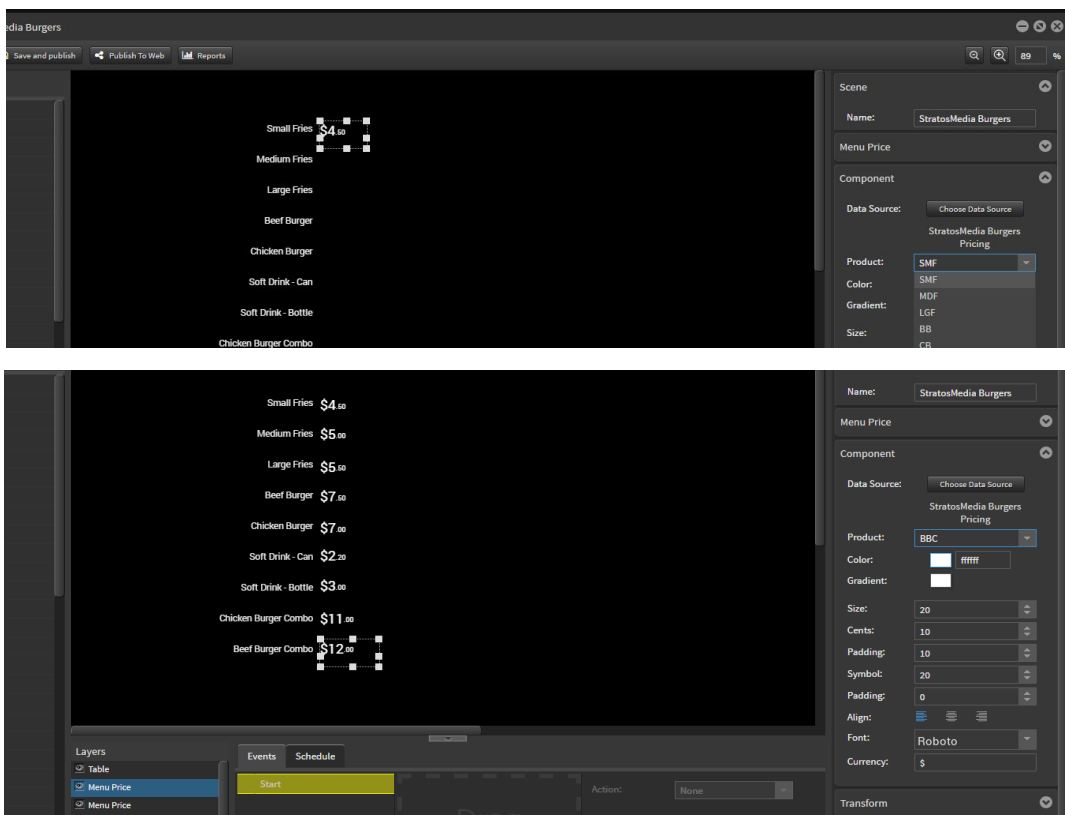 edia Burgers
Save and publish Publish To Web Reports 89 %
Scene
Name: StratosMedia Burgers
Menu Price
Component
Data Source: Choose Data Source
StratosMedia Burgers
Pricing
Product: SMF
SMF
MDF
LGF
BB
CB
Color:
Gradient:
Size:
Small Fries $4.50
Medium Fries
Large Fries
Beef Burger
Chicken Burger
Soft Drink - Can
Soft Drink - Bottle
Chicken Burger Combo
Small Fries $4.50
Medium Fries $5.00
Large Fries $5.50
Beef Burger $7.50
Chicken Burger $7.00
Soft Drink - Can $2.20
Soft Drink - Bottle $3.00
Chicken Burger Combo $11.00
Beef Burger Combo $12.00
Name: StratosMedia Burgers
Menu Price
Component
Data Source: Choose Data Source
StratosMedia Burgers
Pricing
Product: BBC
Color: ffffff
Gradient:
Size: 20
Cents: 10
Padding: 10
Symbol: 20
Padding: 0
Align:
Font: Roboto
Currency: $
Transform
Layers
Table
Menu Price
Menu Price
Events Schedule
Start
Action: None